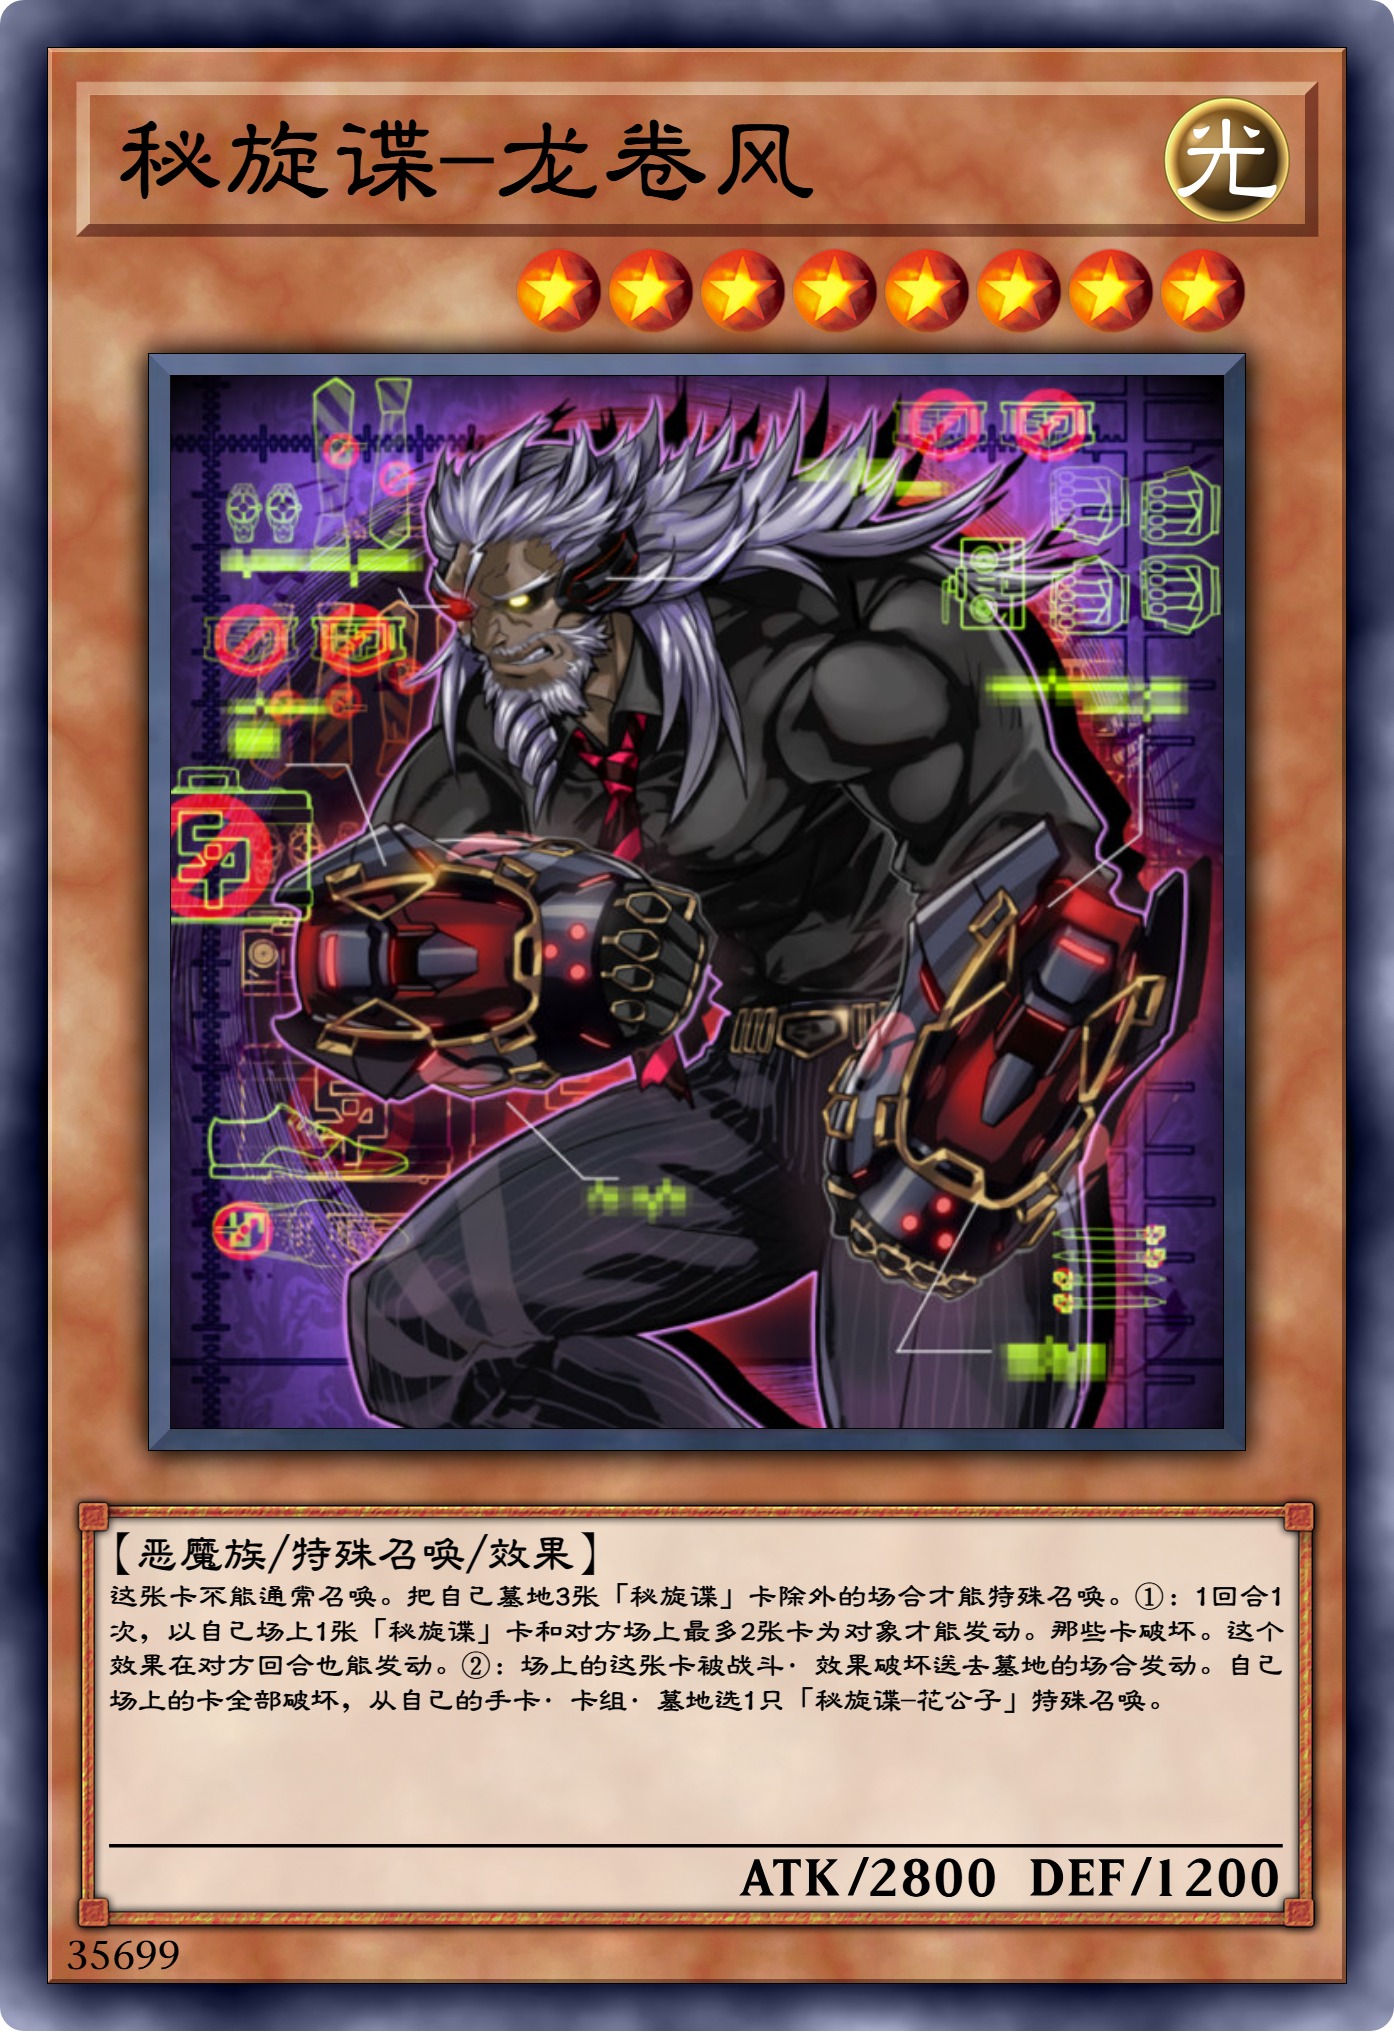 秘旋谍-龙卷风
光
【恶魔族/特殊召唤/效果】
这张卡不能通常召唤。把自己墓地3张「秘旋谍」卡除外的场合才能特殊召唤。①：1回合1
次，以自己场上1张「秘旋谍」卡和对方场上最多2张卡为对象才能发动。那些卡破坏。这个
效果在对方回合也能发动。②：场上的这张卡被战斗·效果破坏送去墓地的场合发动。自己
场上的卡全部破坏，从自己的手卡·卡组·墓地选1只「秘旋谍-花公子」特殊召唤。
ATK/2800 DEF/1200
35699